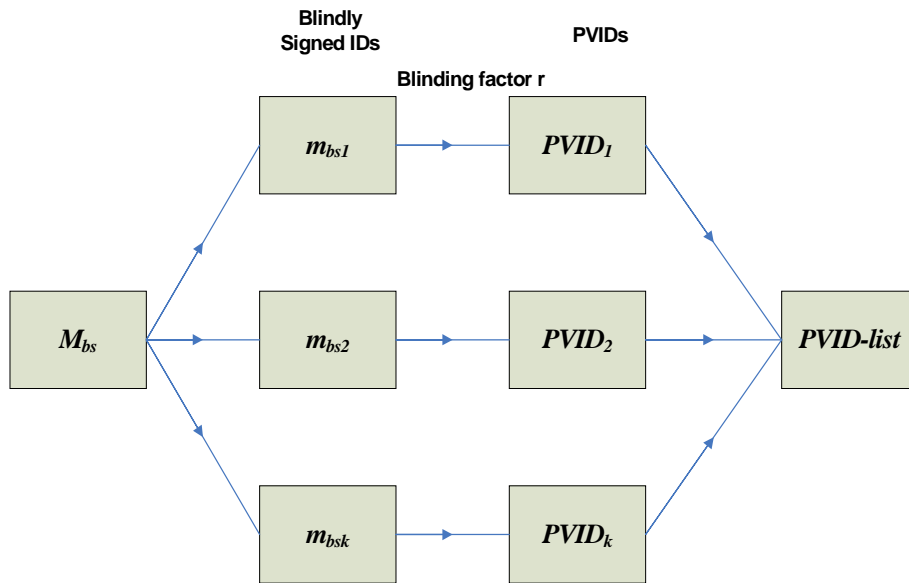 Blindly
Signed IDs
PVIDs
Blinding factor r
m_bs1
PVID_1
M_bs
m_bs2
PVID_2
PVID-list
m_bsk
PVID_k